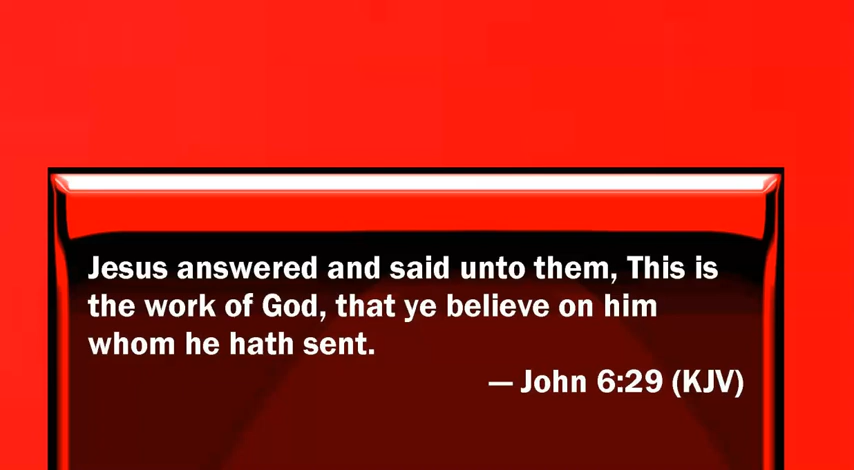 Jesus answered and said unto them, This is
the work of God, that ye believe on him
whom he hath sent.
— John 6:29 (KJV)